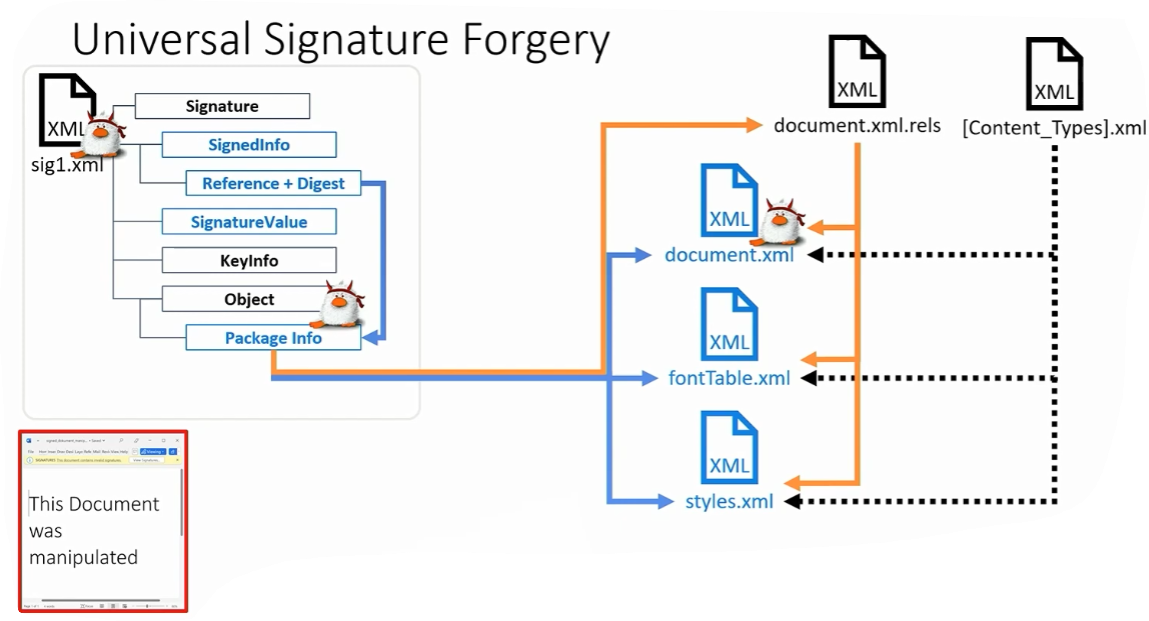 Universal Signature Forgery
XML
sig1.xml
Signature
SignedInfo
Reference + Digest
SignatureValue
KeyInfo
Object
Package Info
XML
document.xml.rels
XML
[Content_Types].xml
XML
document.xml
XML
fontTable.xml
XML
styles.xml
This Document
was
manipulated